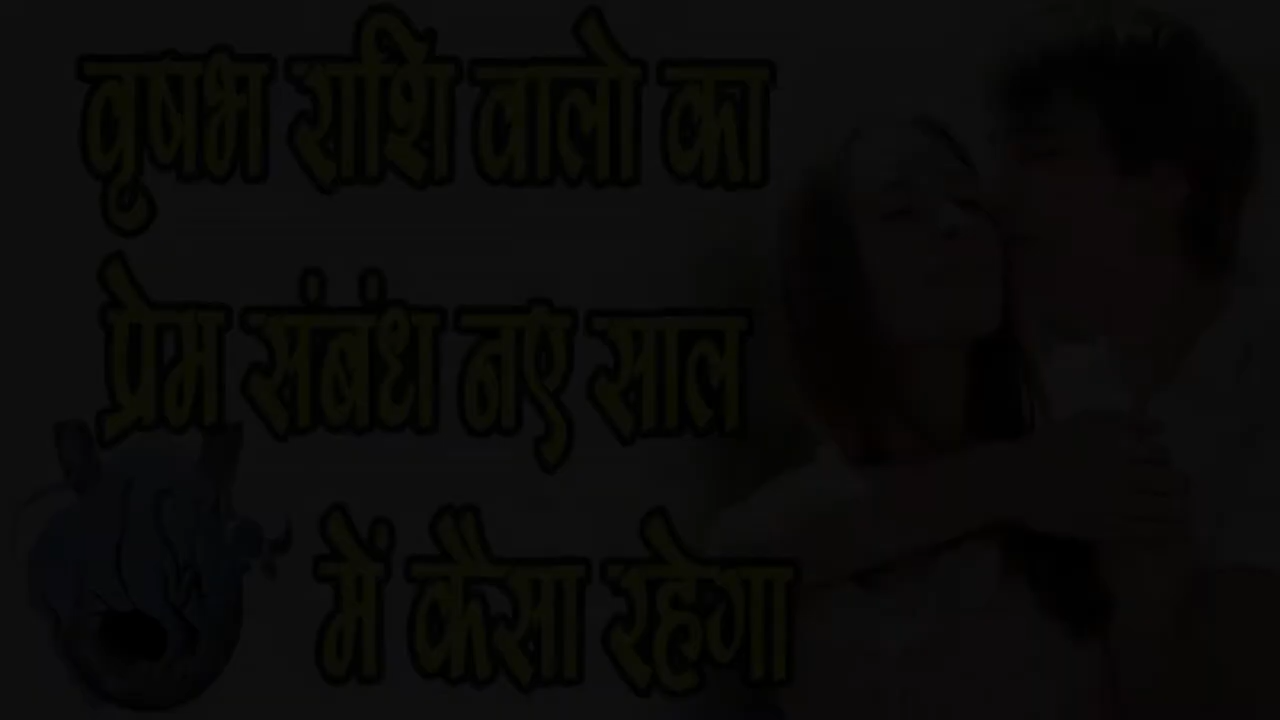 वृषभ राशि वालो का
प्रेम संबंध नए साल
में कैसा रहेगा